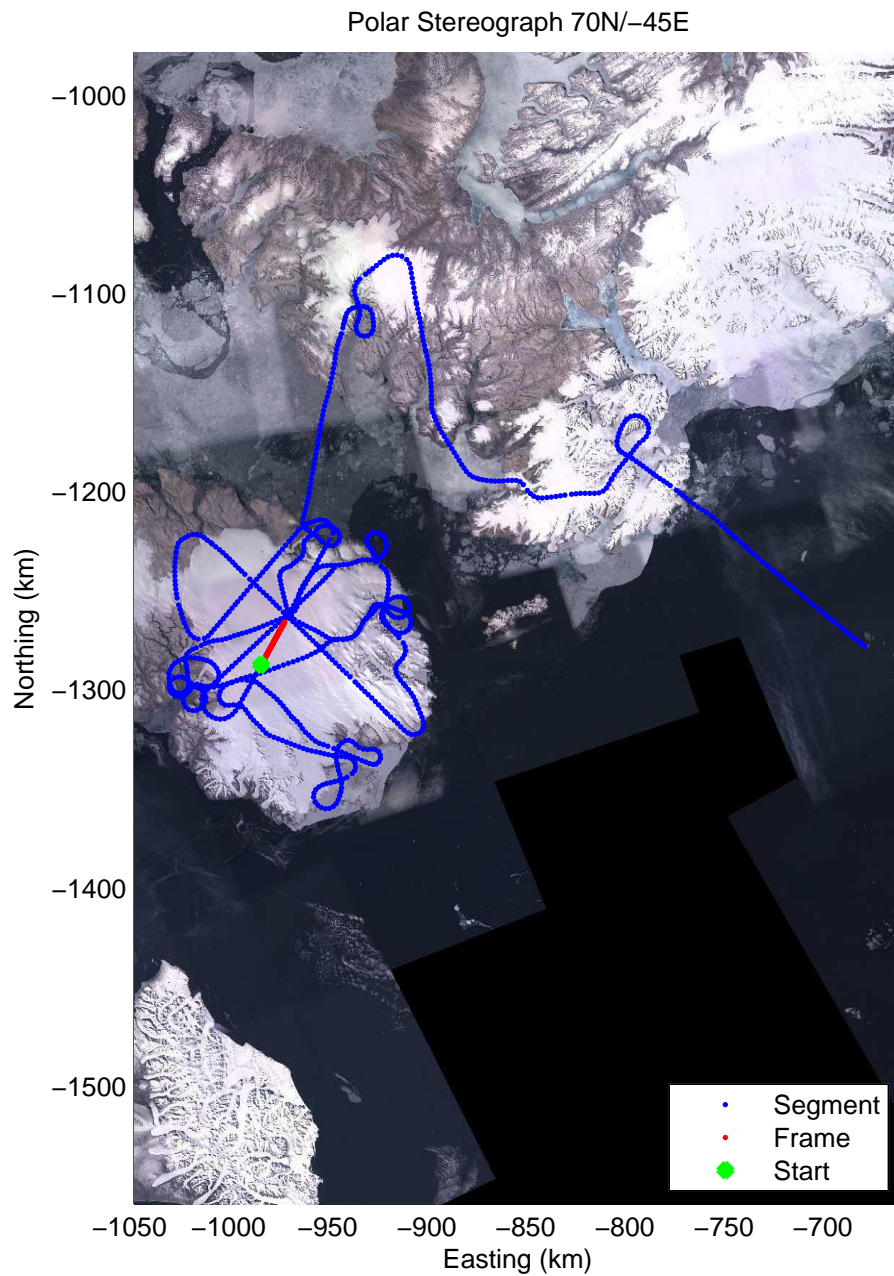 Polar Stereograph 70N/−45E
−1000
−1100
−1200
−1300
−1400
−1500
Northing (km)
Segment
Frame
Start
−1050 −1000 −950 −900 −850 −800 −750 −700
Easting (km)